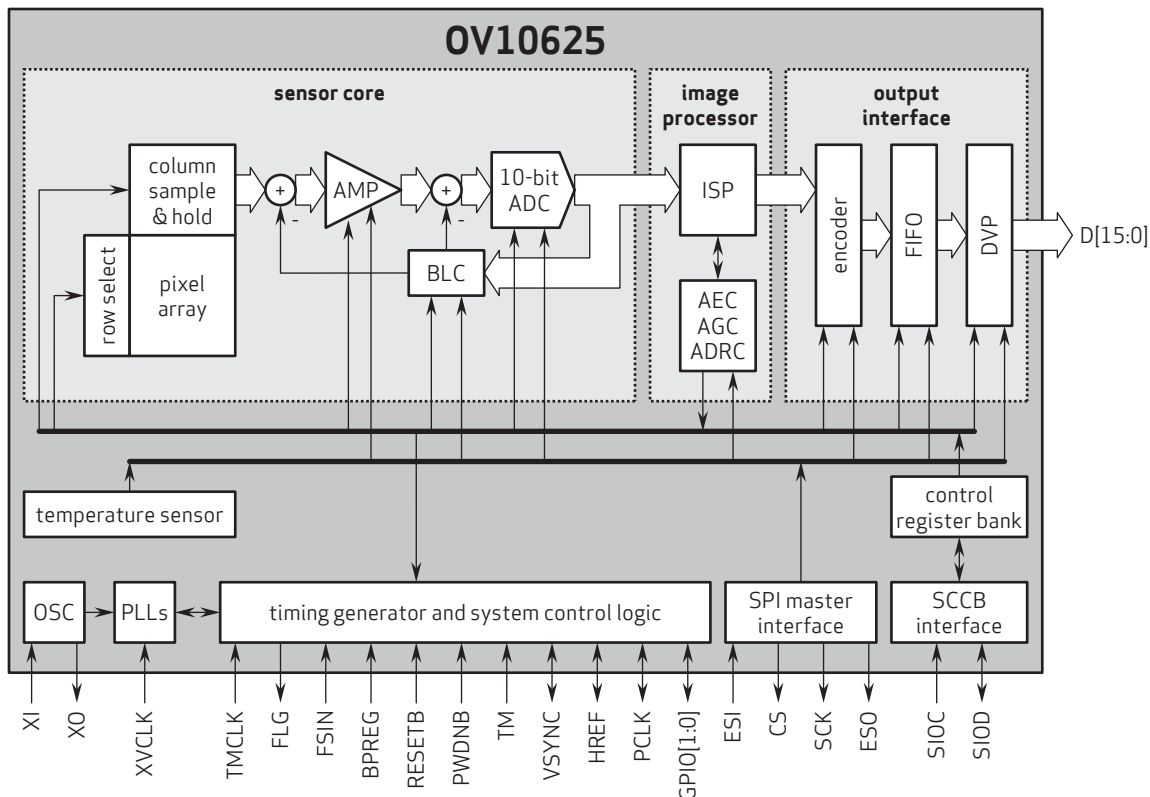 OV10625
sensor core
image
processor
output
interface
column
sample
& hold
+
-
AMP
+
-
10-bit
ADC
ISP
encoder
FIFO
DVP
D[15:0]
row select
pixel
array
BLC
AEC
AGC
ADRC
temperature sensor
control
register bank
OSC
PLLs
timing generator and system control logic
SPI master
interface
SCCB
interface
XI
XO
XVCLK
TMCLK
FLG
FSIN
BPREG
RESETB
PWDNB
TM
VSYNC
HREF
PCLK
GPIO[1:0]
ESI
CS
SCK
ESO
SIOC
SIOD